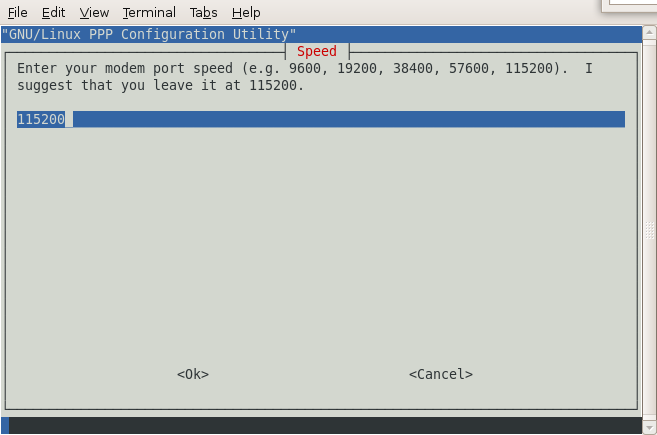 File Edit View Terminal Tabs Help
"GNU/Linux PPP Configuration Utility"
Speed
Enter your modem port speed (e.g. 9600, 19200, 38400, 57600, 115200).  I
suggest that you leave it at 115200.
115200
<Ok> <Cancel>